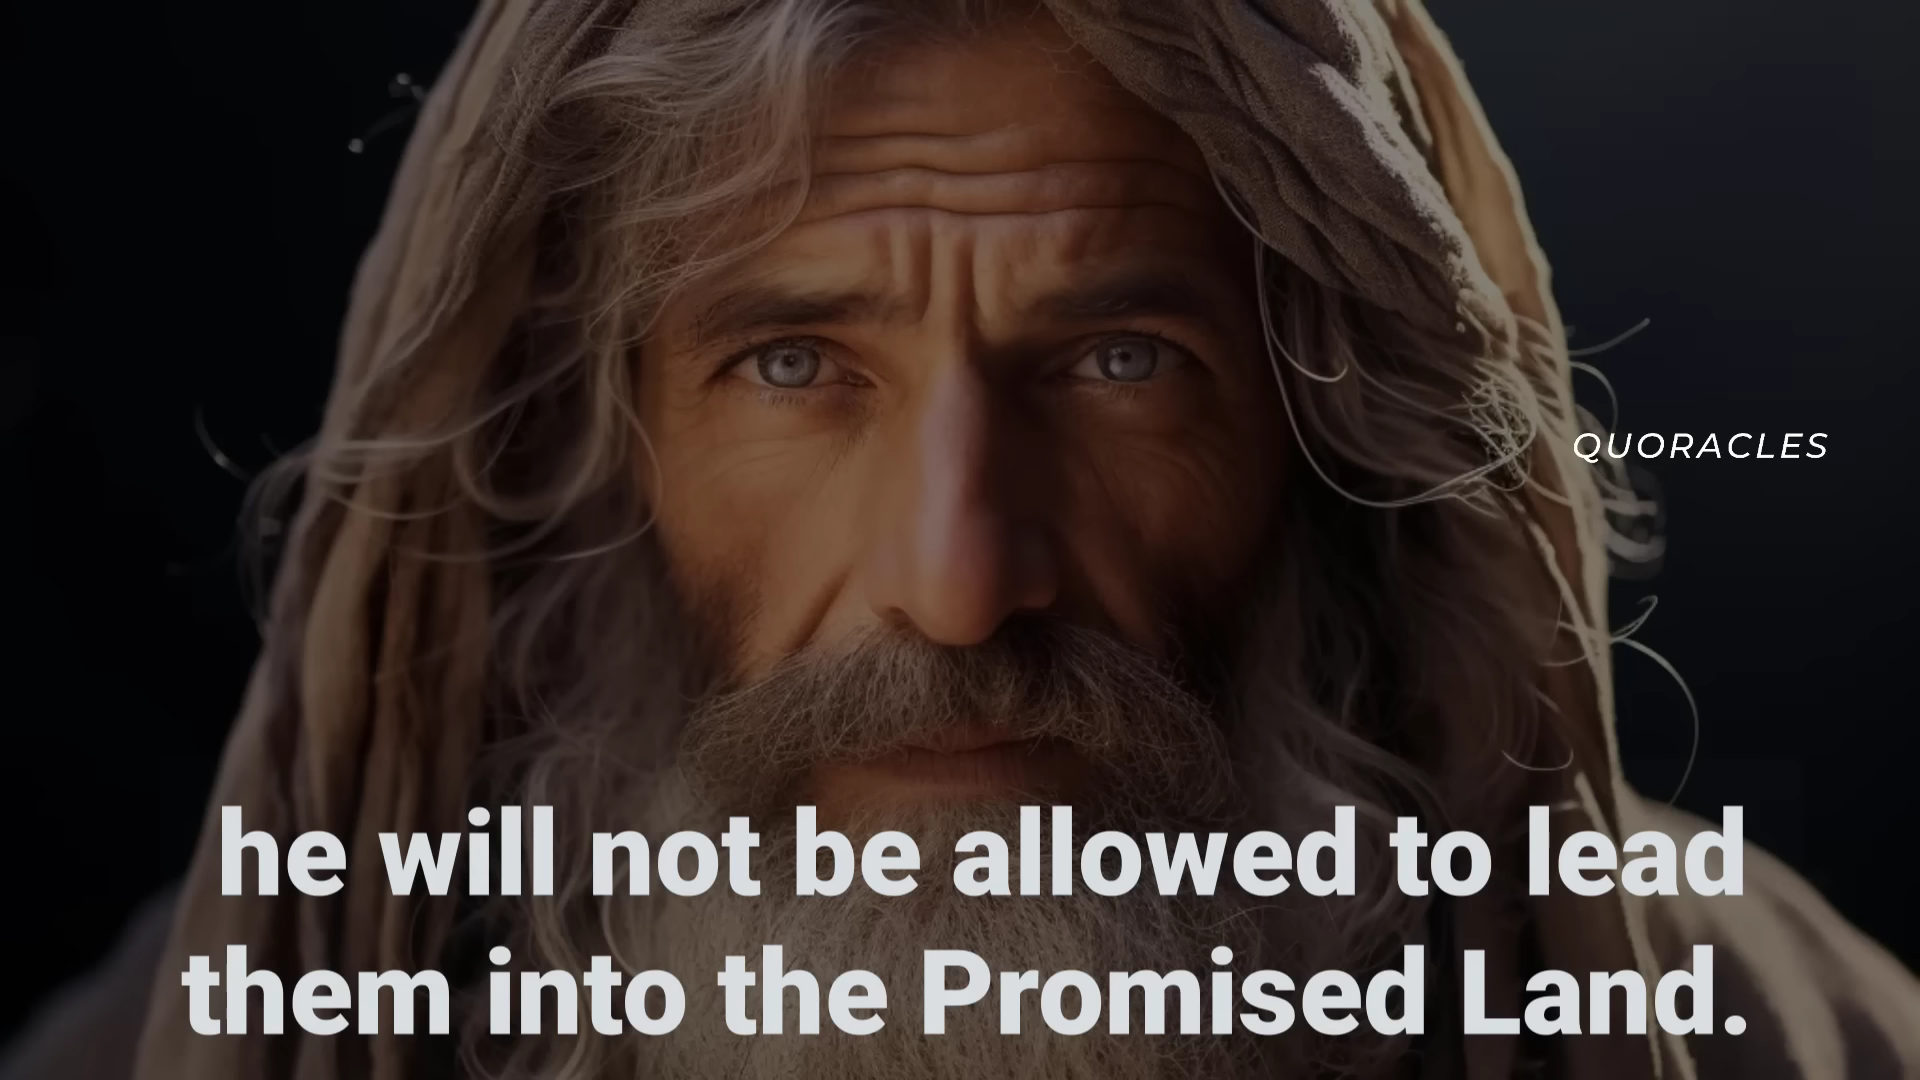 QUORACLES
he will not be allowed to lead
them into the Promised Land.